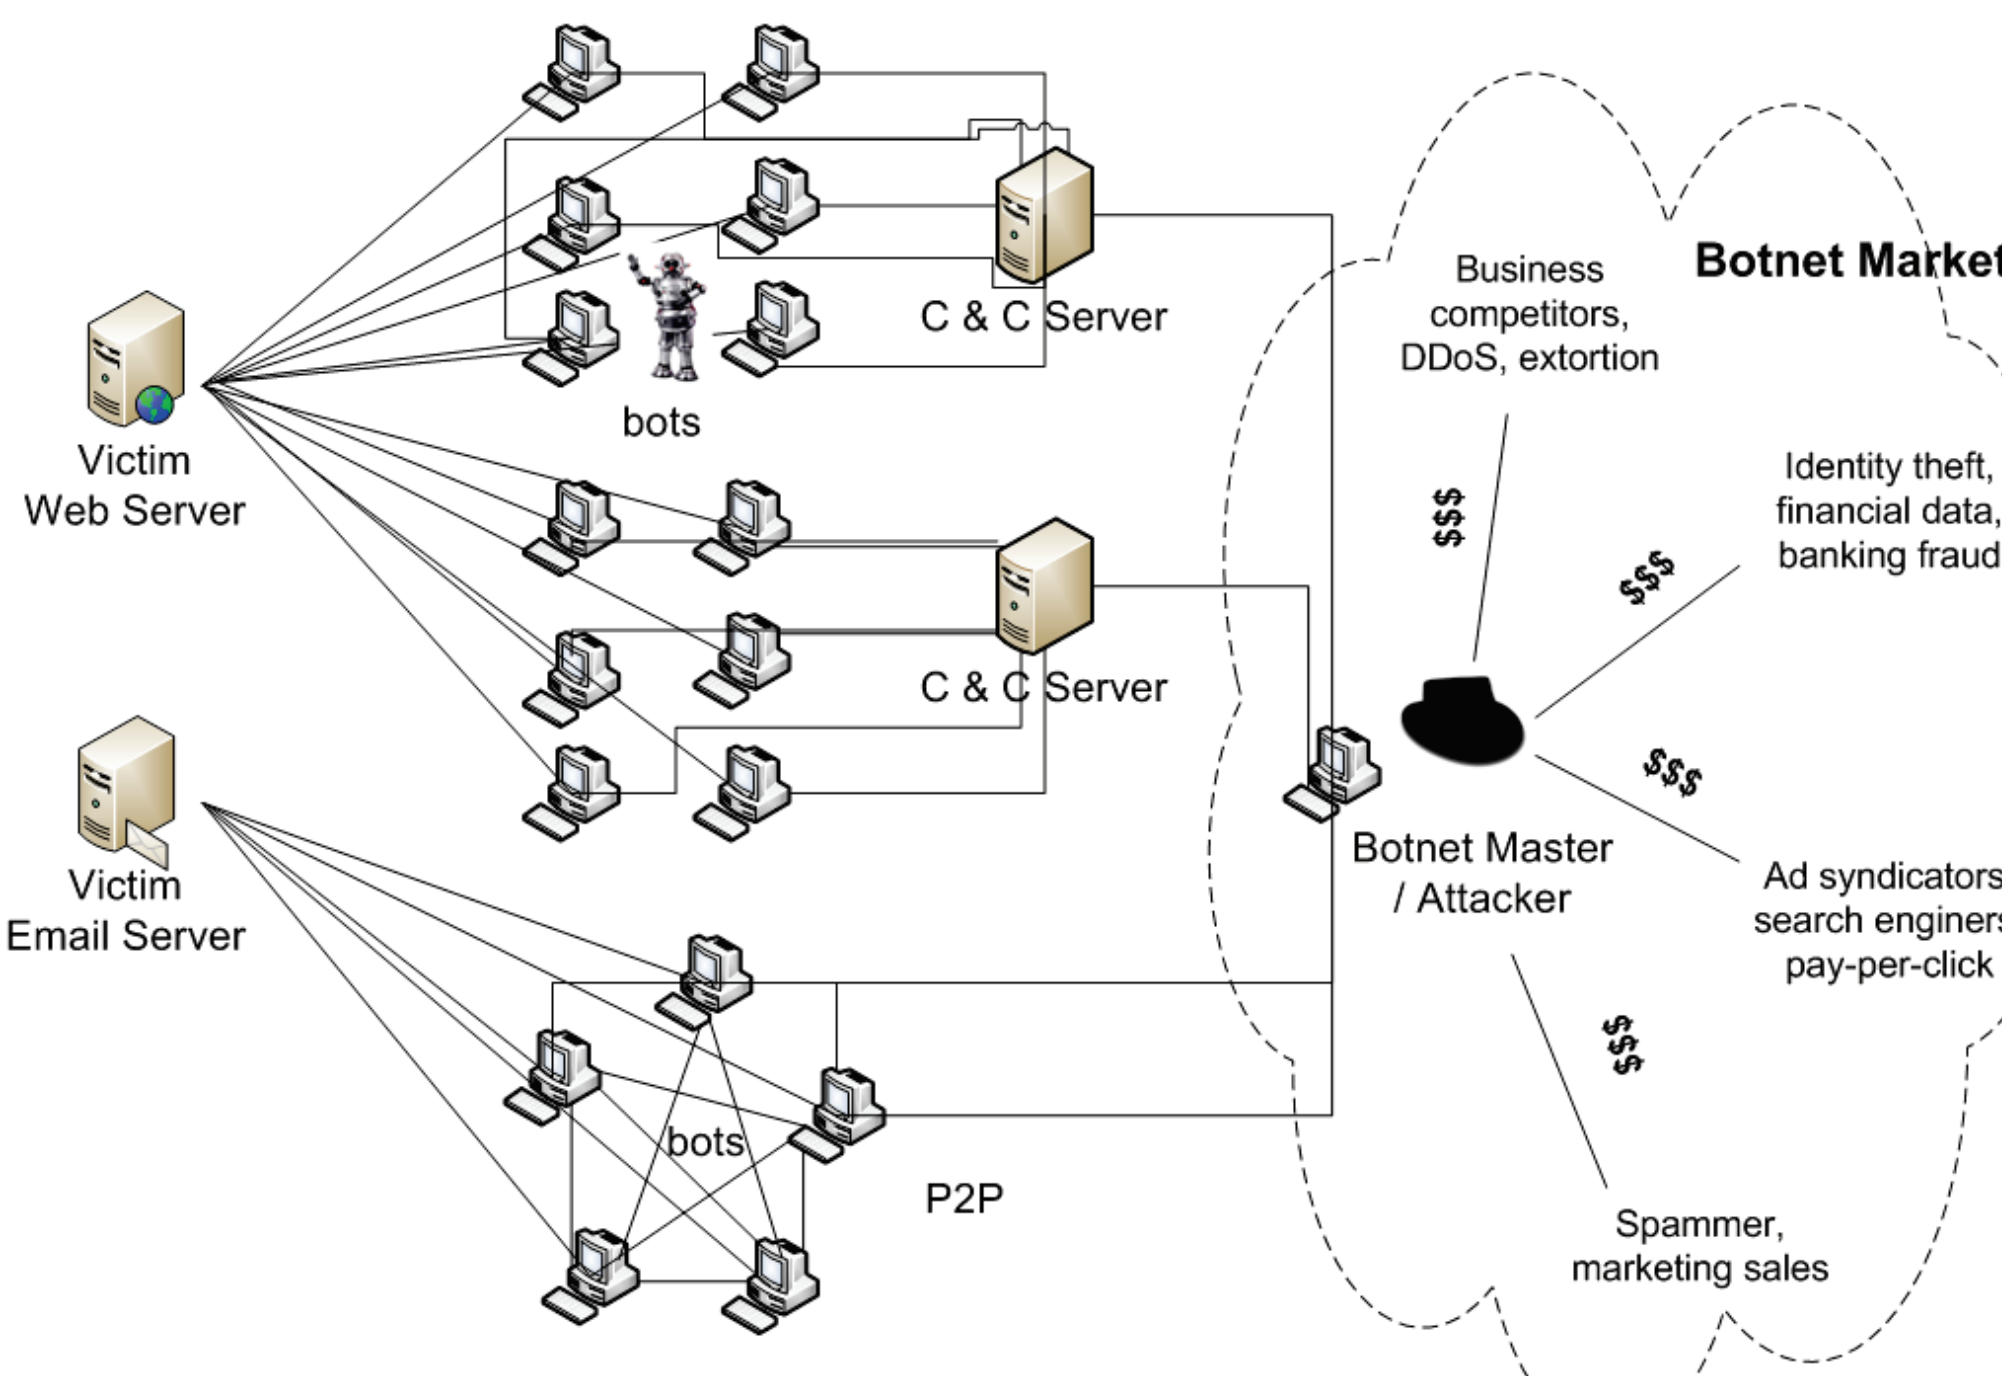 Botnet Market
Business
competitors,
DDoS, extortion
C & C Server
bots
Victim
Web Server
Identity theft,
financial data,
banking fraud
$$$
$$$
C & C Server
$$$
Botnet Master
/ Attacker
Victim
Email Server
Ad syndicators
search enginers
pay-per-click
$$$
bots
P2P
Spammer,
marketing sales